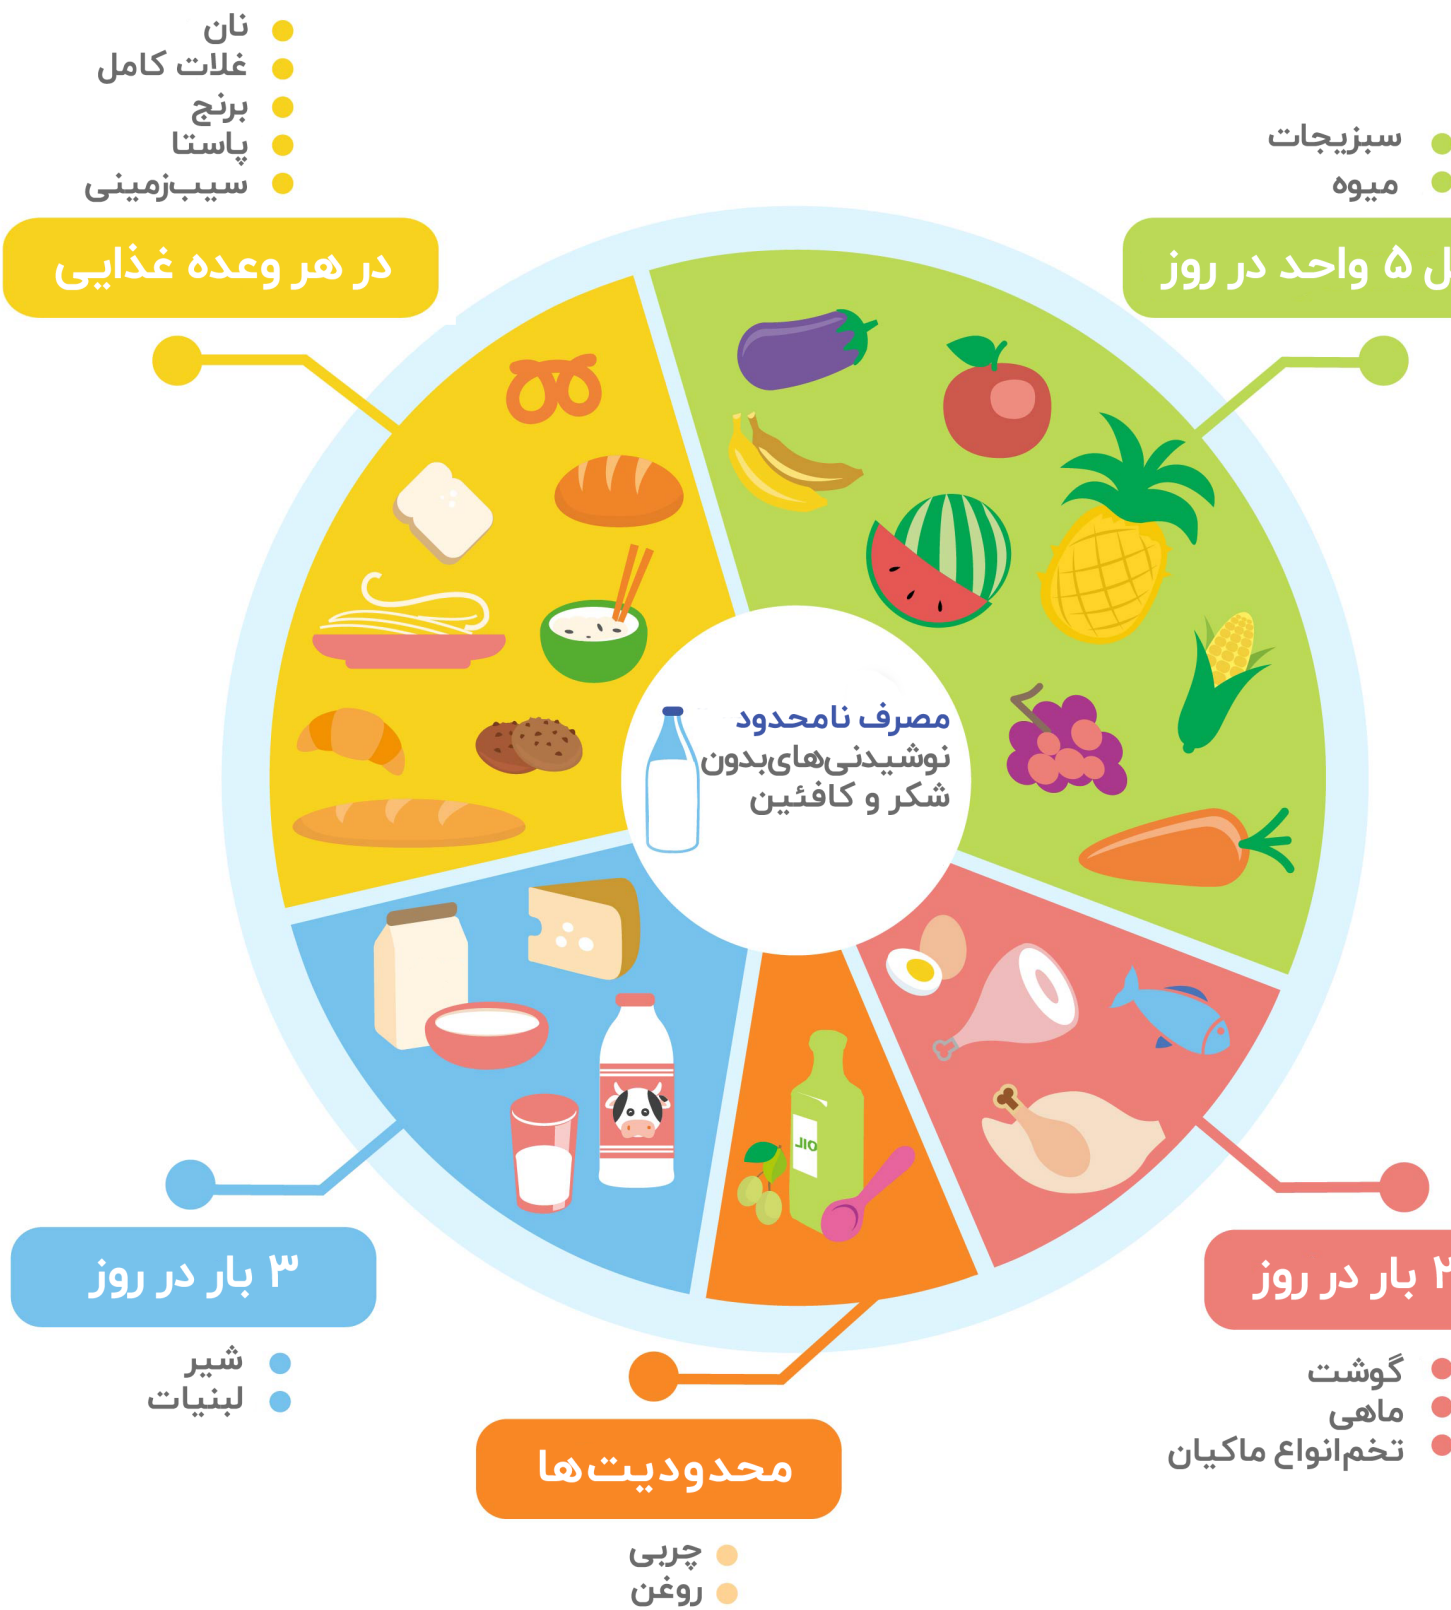 نان
غلات کامل
برنج
پاستا
سیب‌زمینی
در هر وعده غذایی
سبزیجات
میوه
۵ واحد در روز
مصرف نامحدود
نوشیدنی‌های‌بدون
شکر و کافئین
OIL
۳ بار در روز
شیر
لبنیات
بار در روز
گوشت
ماهی
تخم‌انواع ماکیان
محدودیت‌ها
چربی
روغن